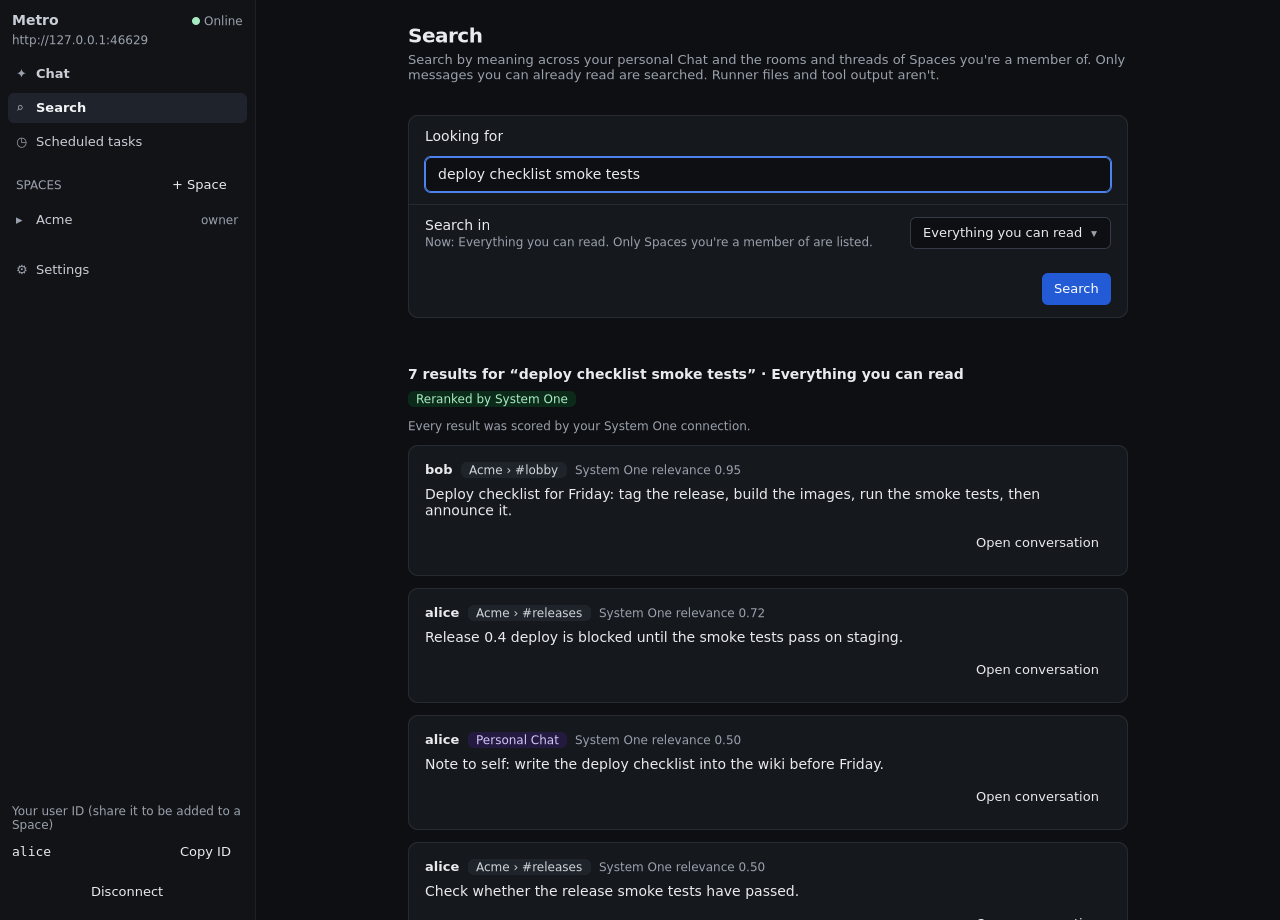 Metro
Online
http://127.0.0.1:46629
Chat
Search
Scheduled tasks
SPACES
+ Space
Acme
owner
Settings
Your user ID (share it to be added to a
Space)
alice
Copy ID
Disconnect
Search
Search by meaning across your personal Chat and the rooms and threads of Spaces you're a member of. Only
messages you can already read are searched. Runner files and tool output aren't.
Looking for
deploy checklist smoke tests
Search in
Now: Everything you can read. Only Spaces you're a member of are listed.
Everything you can read
Search
7 results for “deploy checklist smoke tests” · Everything you can read
Reranked by System One
Every result was scored by your System One connection.
bob Acme › #lobby System One relevance 0.95
Deploy checklist for Friday: tag the release, build the images, run the smoke tests, then
announce it.
Open conversation
alice Acme › #releases System One relevance 0.72
Release 0.4 deploy is blocked until the smoke tests pass on staging.
Open conversation
alice Personal Chat System One relevance 0.50
Note to self: write the deploy checklist into the wiki before Friday.
Open conversation
alice Acme › #releases System One relevance 0.50
Check whether the release smoke tests have passed.